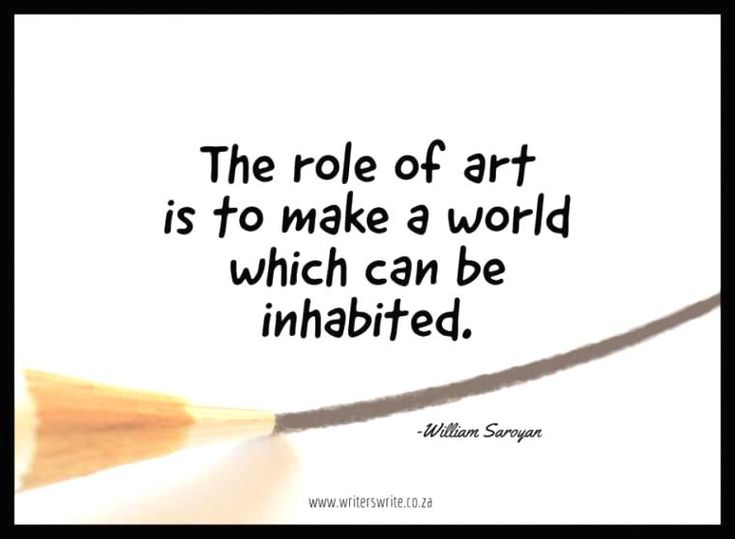 The role of art
is to make a world
which can be
inhabited.
-William Saroyan
www.writerswrite.co.za